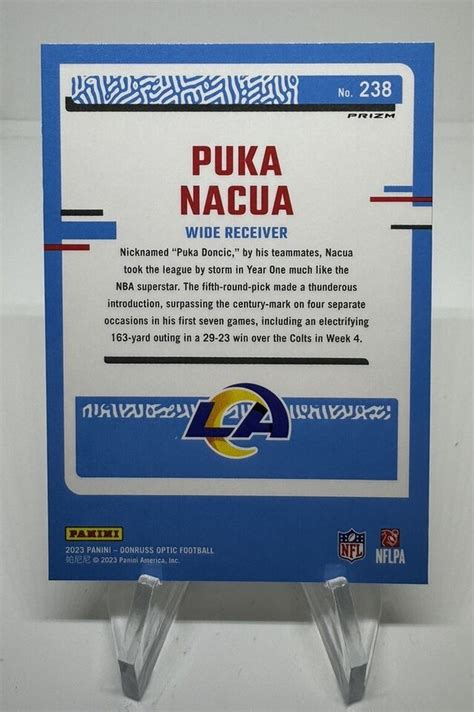 No. 238
PRIZM
PUKA
NACUA
WIDE RECEIVER
Nicknamed “Puka Doncic,” by his teammates, Nacua
took the league by storm in Year One much like the
NBA superstar. The fifth-round-pick made a thunderous
introduction, surpassing the century-mark on four separate
occasions in his first seven games, including an electrifying
163-yard outing in a 29-23 win over the Colts in Week 4.
LA
PANINI
2023 PANINI – DONRUSS OPTIC FOOTBALL
帕尼尼 © 2023 Panini America, Inc.
NFL
NFLPA